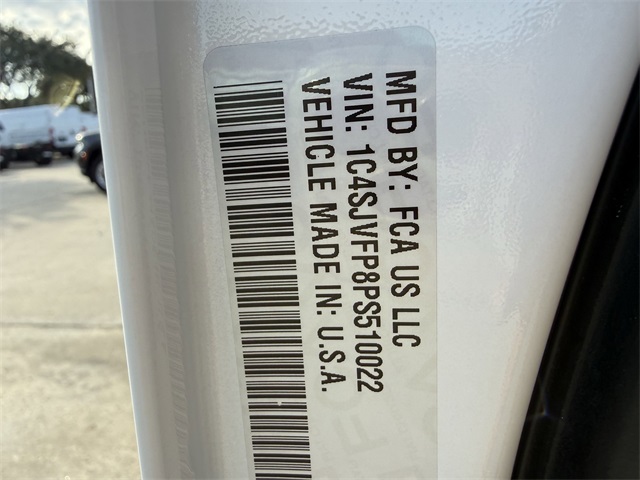 MFD BY: FCA US LLC
VIN: 1C4SJVFP8PS510022
VEHICLE MADE IN: U.S.A.